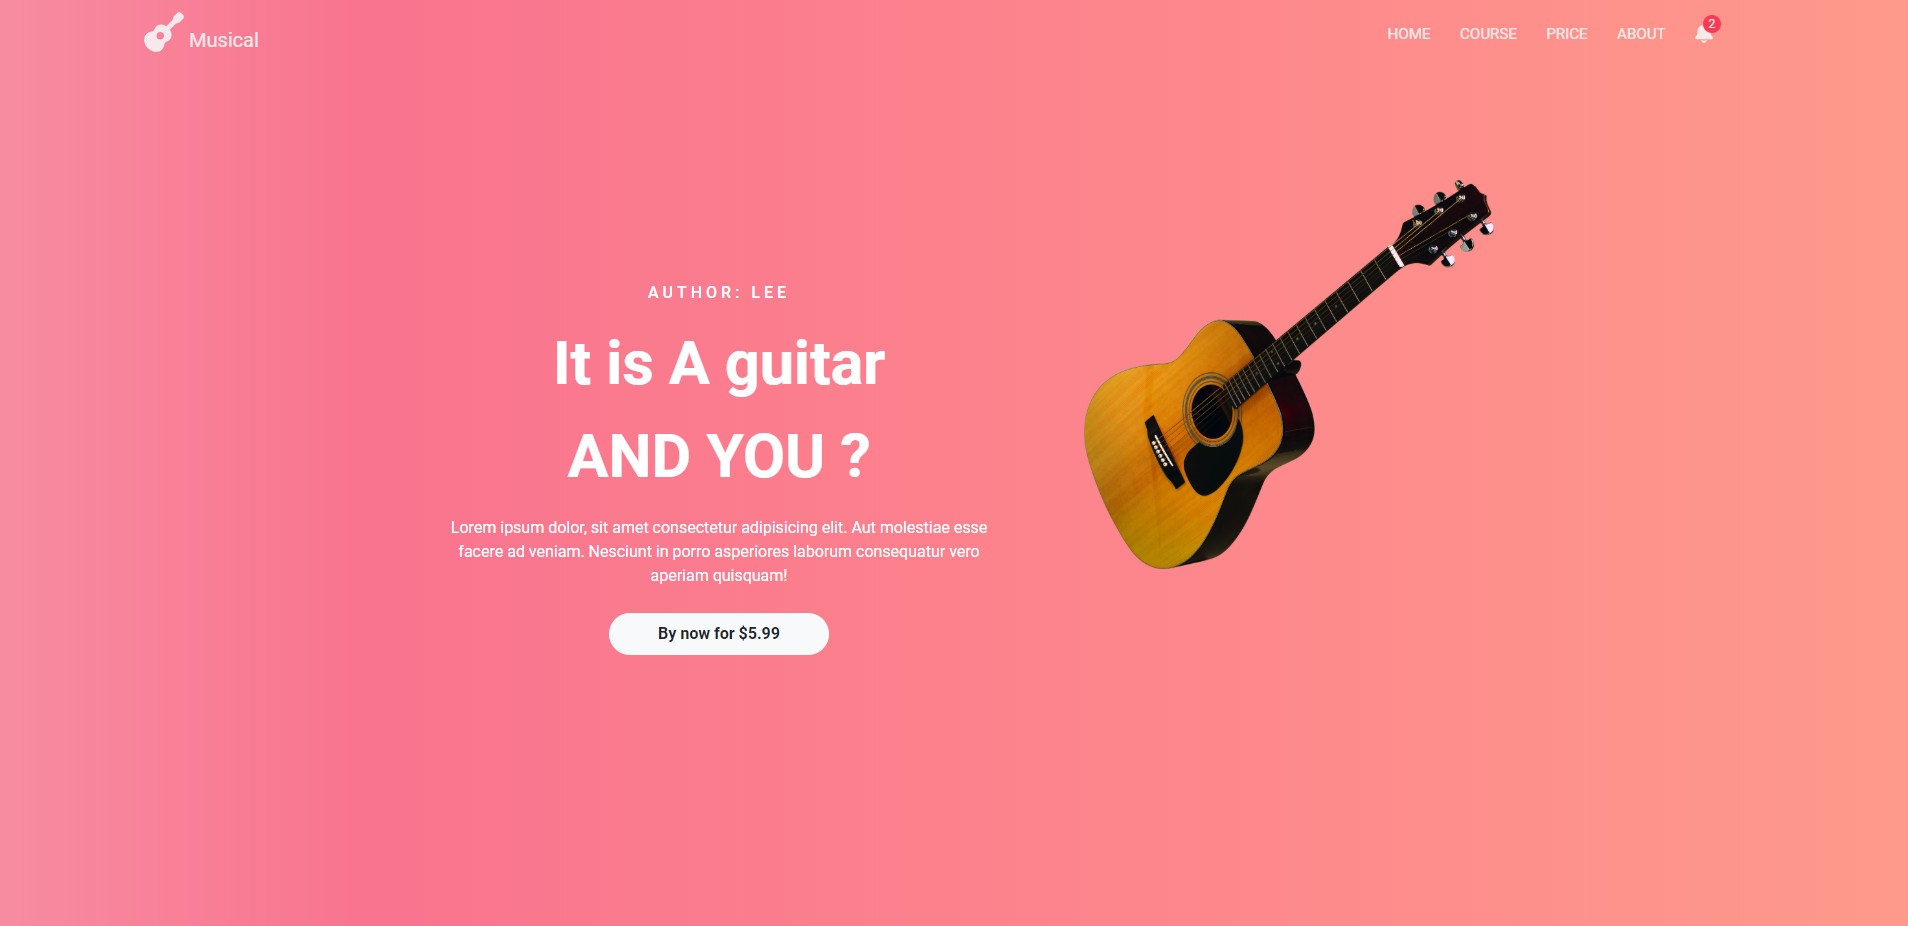 Musical
HOME COURSE PRICE ABOUT 2
AUTHOR: LEE
It is A guitar
AND YOU ?
Lorem ipsum dolor, sit amet consectetur adipisicing elit. Aut molestiae esse
facere ad veniam. Nesciunt in porro asperiores laborum consequatur vero
aperiam quisquam!
By now for $5.99